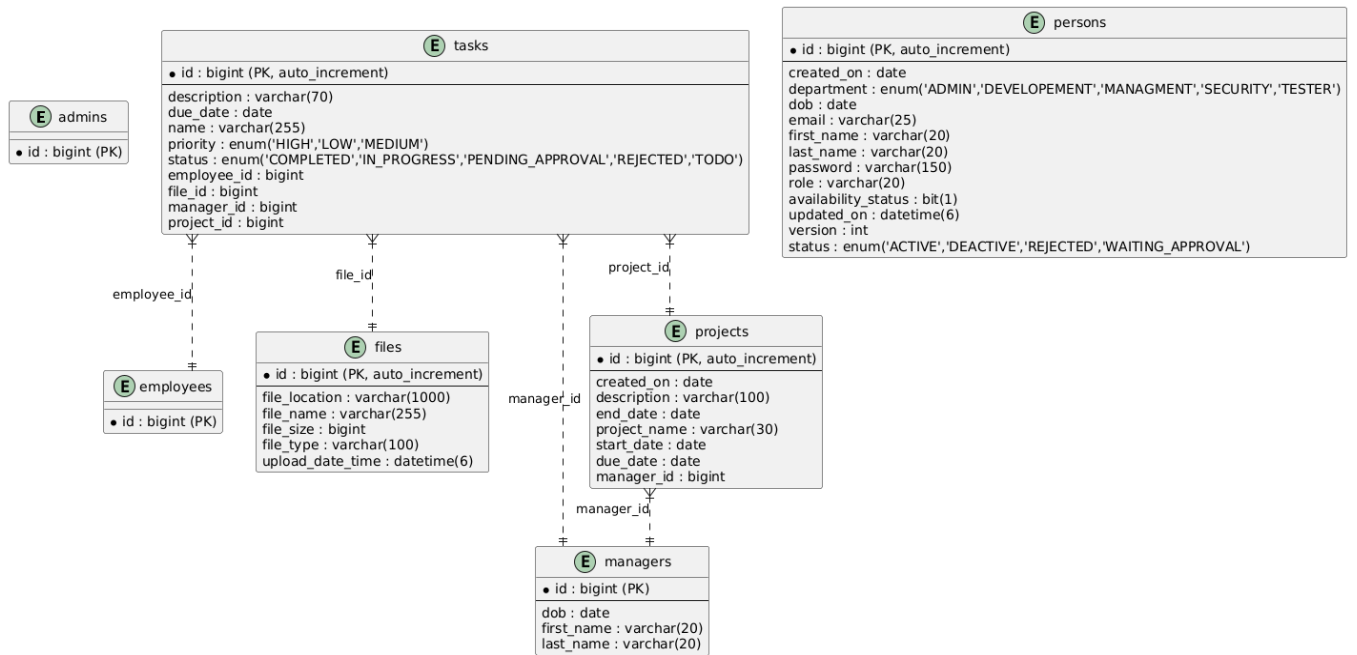 E admins
* id : bigint (PK)
E tasks
* id : bigint (PK, auto_increment)
description : varchar(70)
due_date : date
name : varchar(255)
priority : enum('HIGH','LOW','MEDIUM')
status : enum('COMPLETED','IN_PROGRESS','PENDING_APPROVAL','REJECTED','TODO')
employee_id : bigint
file_id : bigint
manager_id : bigint
project_id : bigint
E persons
* id : bigint (PK, auto_increment)
created_on : date
department : enum('ADMIN','DEVELOPEMENT','MANAGMENT','SECURITY','TESTER')
dob : date
email : varchar(25)
first_name : varchar(20)
last_name : varchar(20)
password : varchar(150)
role : varchar(20)
availability_status : bit(1)
updated_on : datetime(6)
version : int
status : enum('ACTIVE','DEACTIVE','REJECTED','WAITING_APPROVAL')
employee_id
file_id
manager_id
project_id
E employees
* id : bigint (PK)
E files
* id : bigint (PK, auto_increment)
file_location : varchar(1000)
file_name : varchar(255)
file_size : bigint
file_type : varchar(100)
upload_date_time : datetime(6)
E projects
* id : bigint (PK, auto_increment)
created_on : date
description : varchar(100)
end_date : date
project_name : varchar(30)
start_date : date
due_date : date
manager_id : bigint
manager_id
E managers
* id : bigint (PK)
dob : date
first_name : varchar(20)
last_name : varchar(20)